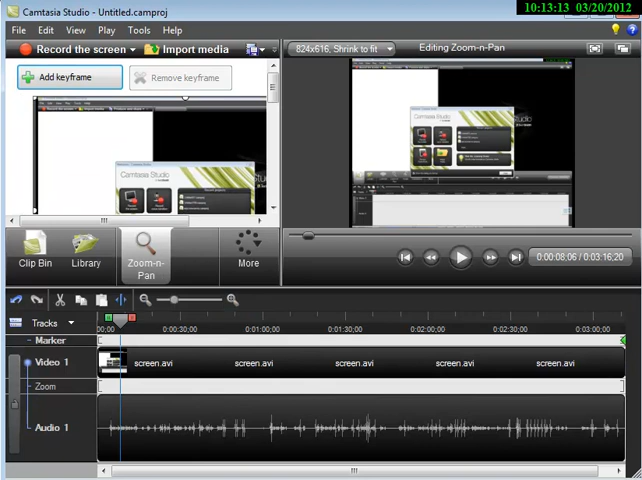 Camtasia Studio - Untitled.camproj
10:13:13 03/20/2012
File Edit View Play Tools Help
Record the screen
Import media
824x616, Shrink to fit
Editing Zoom-n-Pan
Add keyframe
Remove keyframe
Camtasia Studio
Clip Bin
Library
Zoom-n-
Pan
More
0:00:08;06 / 0:03:16;20
Tracks
00;00 0:00:30;00 0:01:00;00 0:01:30;00 0:02:00;00 0:02:30;00 0:03:00;00
Marker
Video 1
screen.avi screen.avi screen.avi screen.avi screen.avi
Zoom
Audio 1